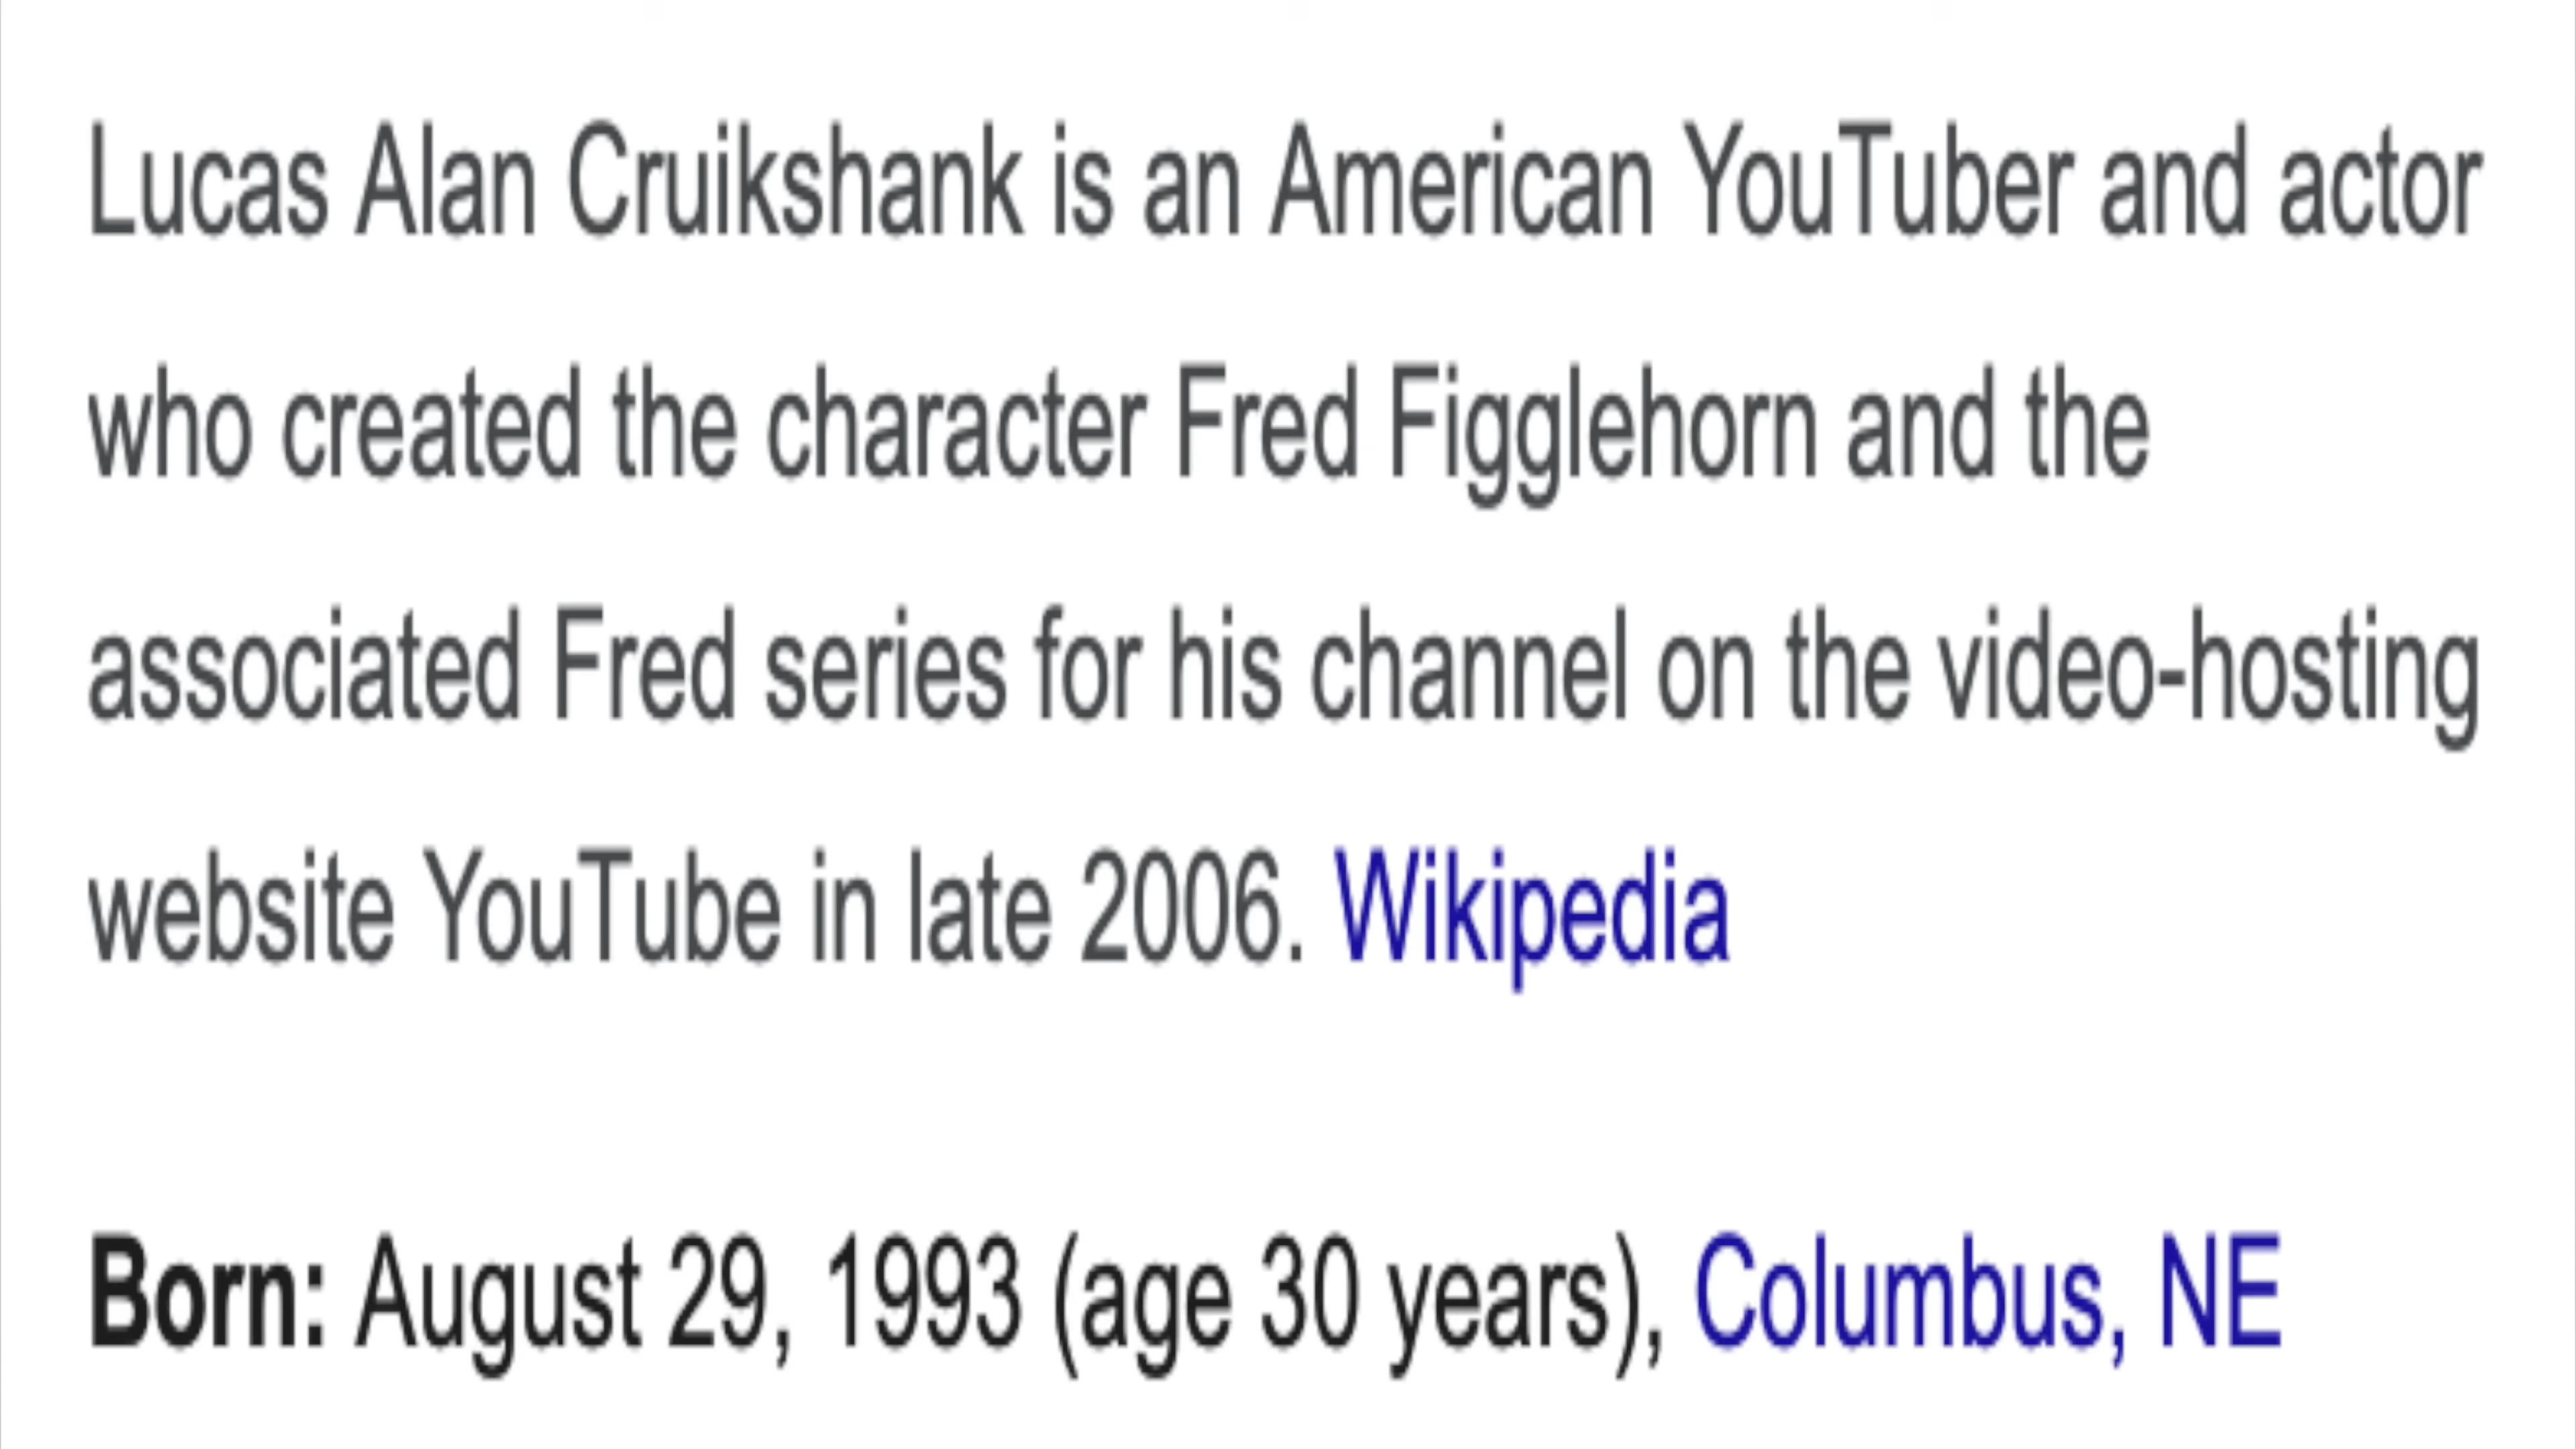 Lucas Alan Cruikshank is an American YouTuber and actor
who created the character Fred Figglehorn and the
associated Fred series for his channel on the video-hosting
website YouTube in late 2006. Wikipedia
Born: August 29, 1993 (age 30 years), Columbus, NE